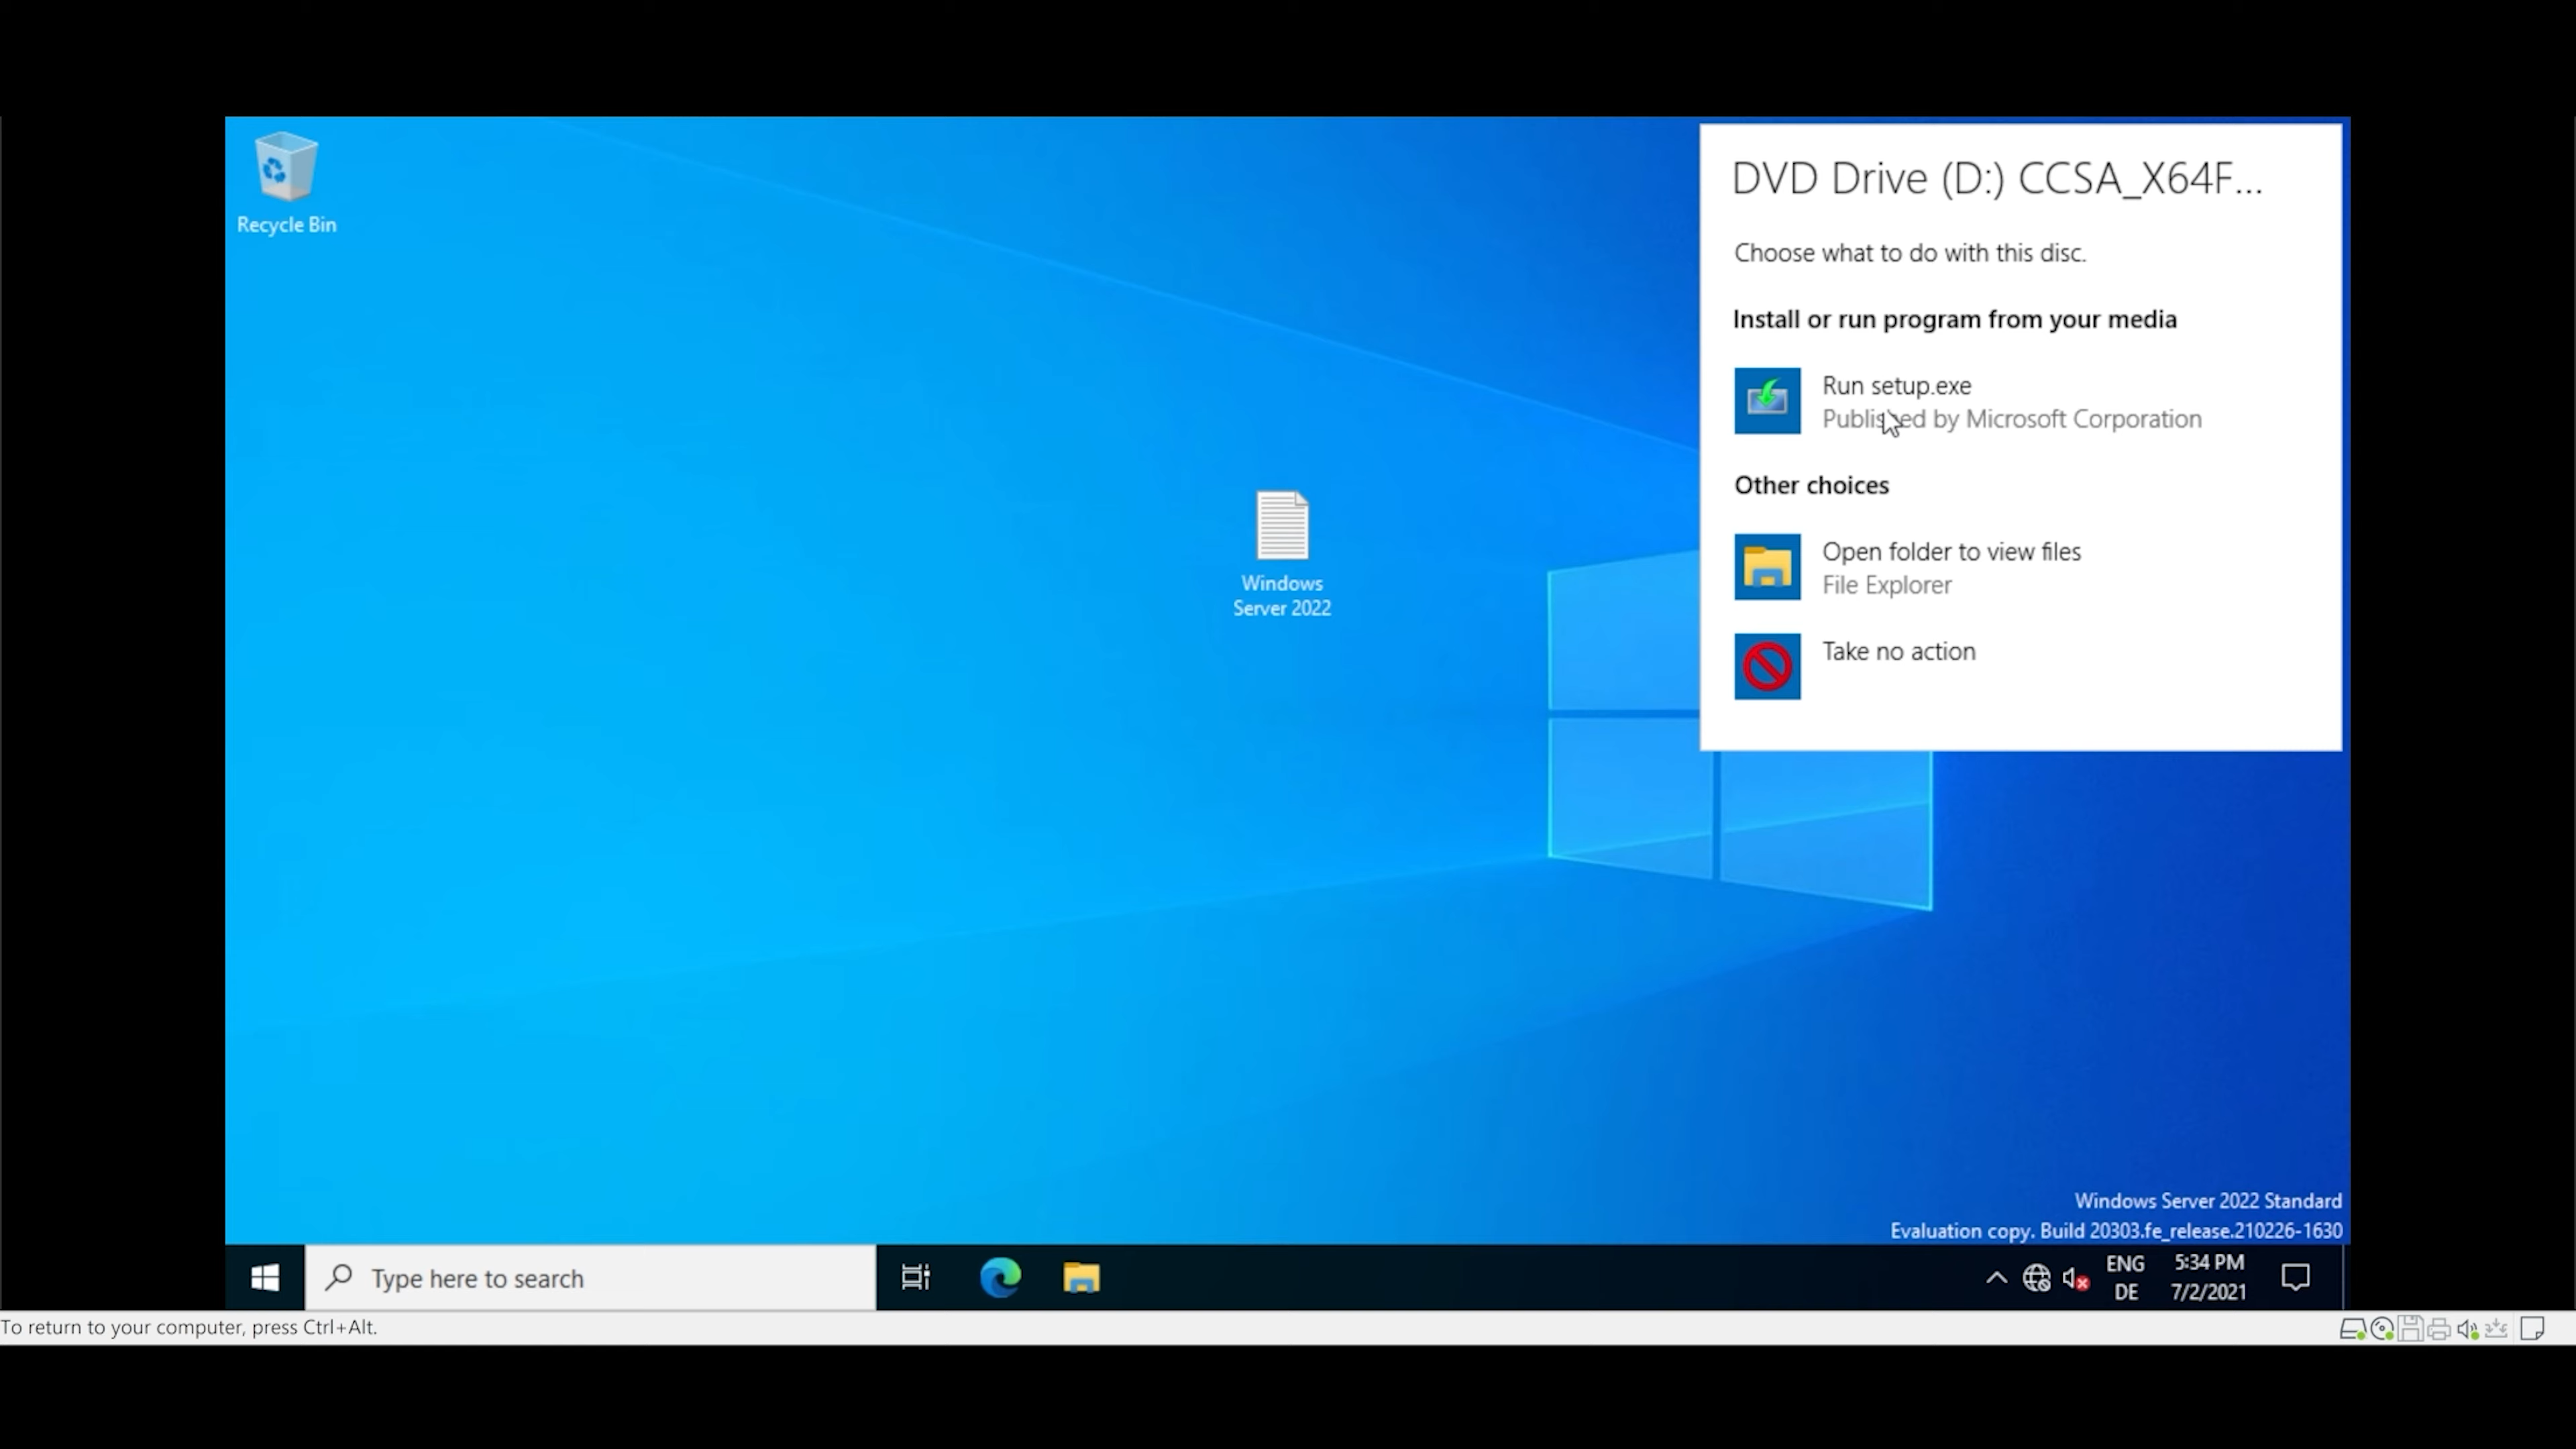 Recycle Bin
Windows
Server 2022
DVD Drive (D:) CCSA_X64F...
Choose what to do with this disc.
Install or run program from your media
Run setup.exe
Published by Microsoft Corporation
Other choices
Open folder to view files
File Explorer
Take no action
Windows Server 2022 Standard
Evaluation copy. Build 20303.fe_release.210226-1630
Type here to search
ENG
DE
5:34 PM
7/2/2021
To return to your computer, press Ctrl+Alt.